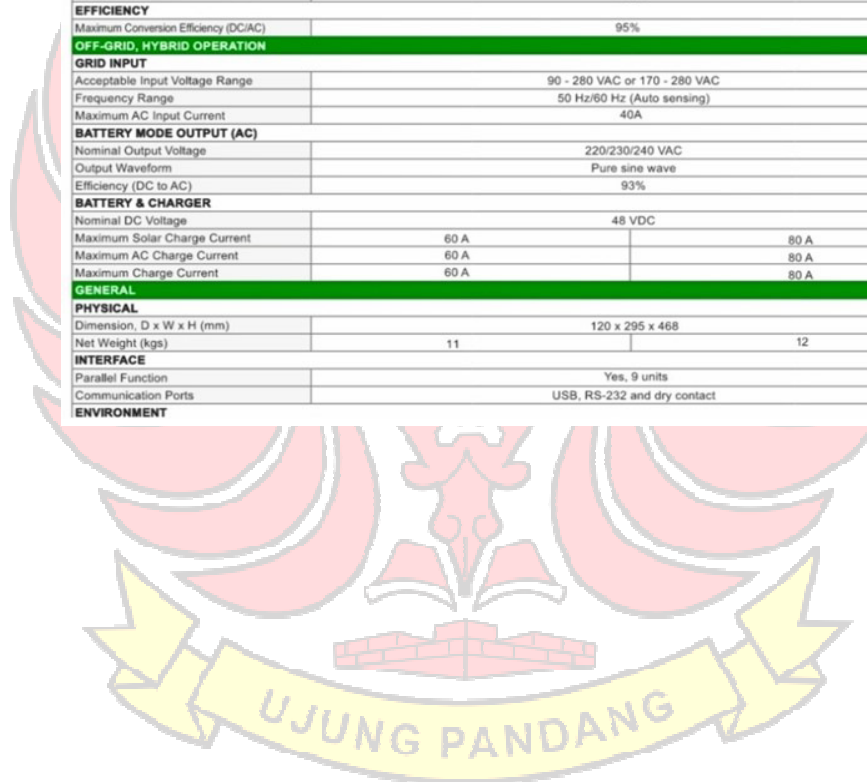 EFFICIENCY
Maximum Conversion Efficiency (DC/AC) 95%
OFF-GRID, HYBRID OPERATION
GRID INPUT
Acceptable Input Voltage Range 90 - 280 VAC or 170 - 280 VAC
Frequency Range 50 Hz/60 Hz (Auto sensing)
Maximum AC Input Current 40A
BATTERY MODE OUTPUT (AC)
Nominal Output Voltage 220/230/240 VAC
Output Waveform Pure sine wave
Efficiency (DC to AC) 93%
BATTERY & CHARGER
Nominal DC Voltage 48 VDC
Maximum Solar Charge Current 60 A 80 A
Maximum AC Charge Current 60 A 80 A
Maximum Charge Current 60 A 80 A
GENERAL
PHYSICAL
Dimension, D x W x H (mm) 120 x 295 x 468
Net Weight (kgs) 11 12
INTERFACE
Parallel Function Yes, 9 units
Communication Ports USB, RS-232 and dry contact
ENVIRONMENT
UJUNG PANDANG